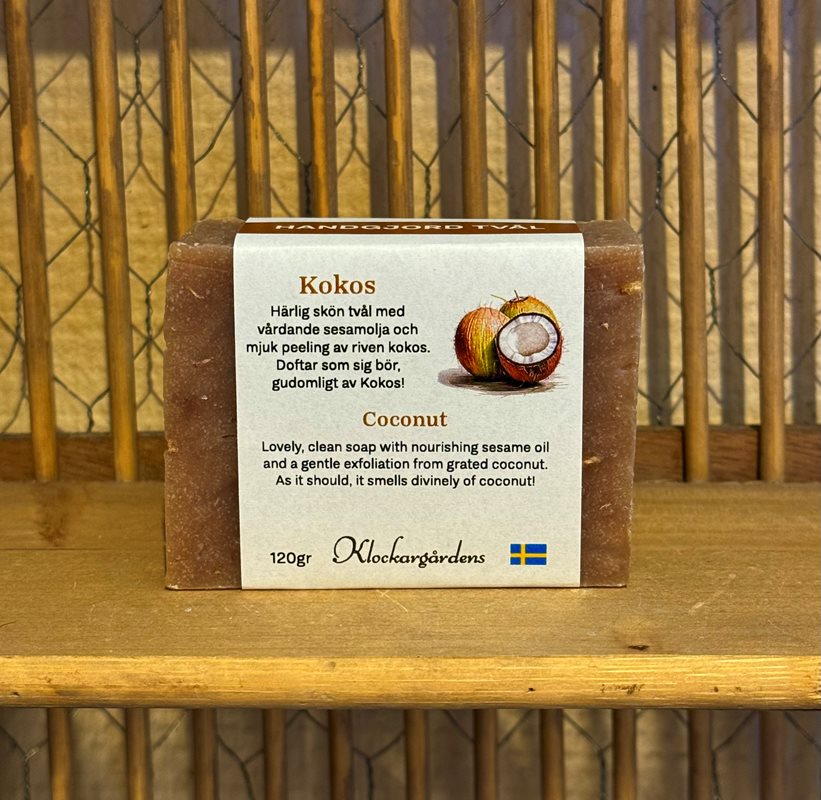 HANDGJORD TVÅL
Kokos
Härlig skön tvål med
vårdande sesamolja och
mjuk peeling av riven kokos.
Doftar som sig bör,
gudomligt av Kokos!
Coconut
Lovely, clean soap with nourishing sesame oil
and a gentle exfoliation from grated coconut.
As it should, it smells divinely of coconut!
120gr Klockargårdens